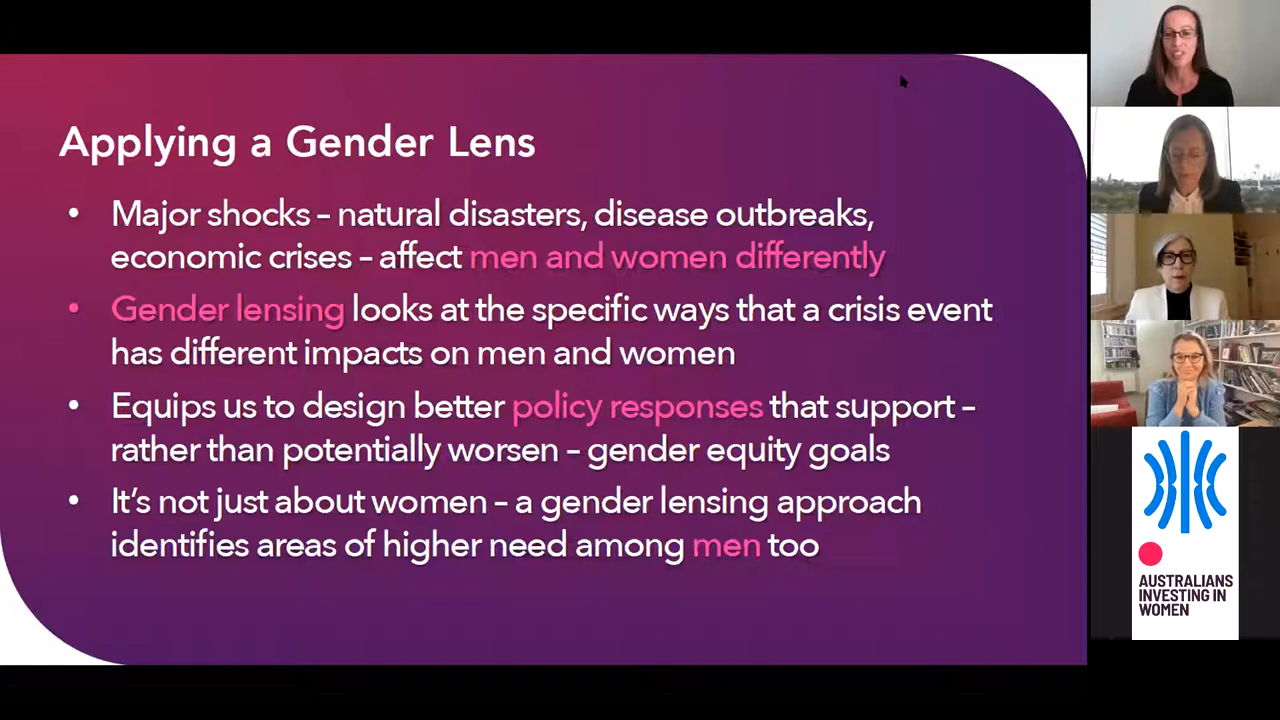 Applying a Gender Lens
• Major shocks – natural disasters, disease outbreaks,
economic crises – affect men and women differently
• Gender lensing looks at the specific ways that a crisis event
has different impacts on men and women
• Equips us to design better policy responses that support –
rather than potentially worsen – gender equity goals
• It's not just about women – a gender lensing approach
identifies areas of higher need among men too
AUSTRALIANS
INVESTING IN
WOMEN